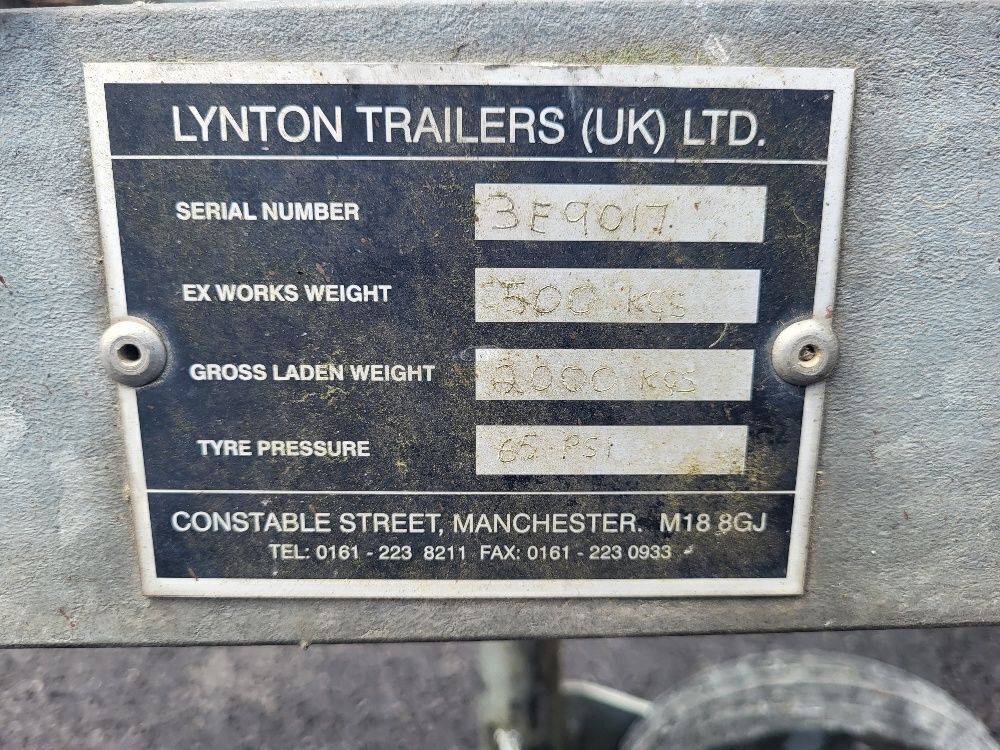 LYNTON TRAILERS (UK) LTD.
SERIAL NUMBER 3E9017
EX WORKS WEIGHT 500 KGS
GROSS LADEN WEIGHT 2000 KGS
TYRE PRESSURE 65 PSI
CONSTABLE STREET, MANCHESTER. M18 8GJ
TEL: 0161 - 223 8211 FAX: 0161 - 223 0933